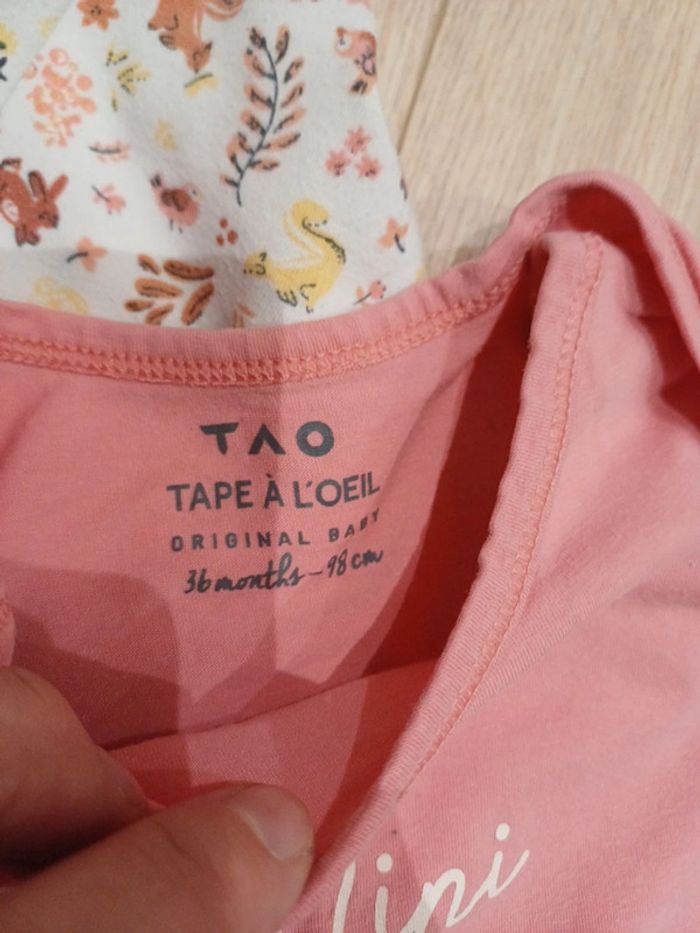 TAO
TAPE À L'OEIL
ORIGINAL BABY
36 months - 98 cm